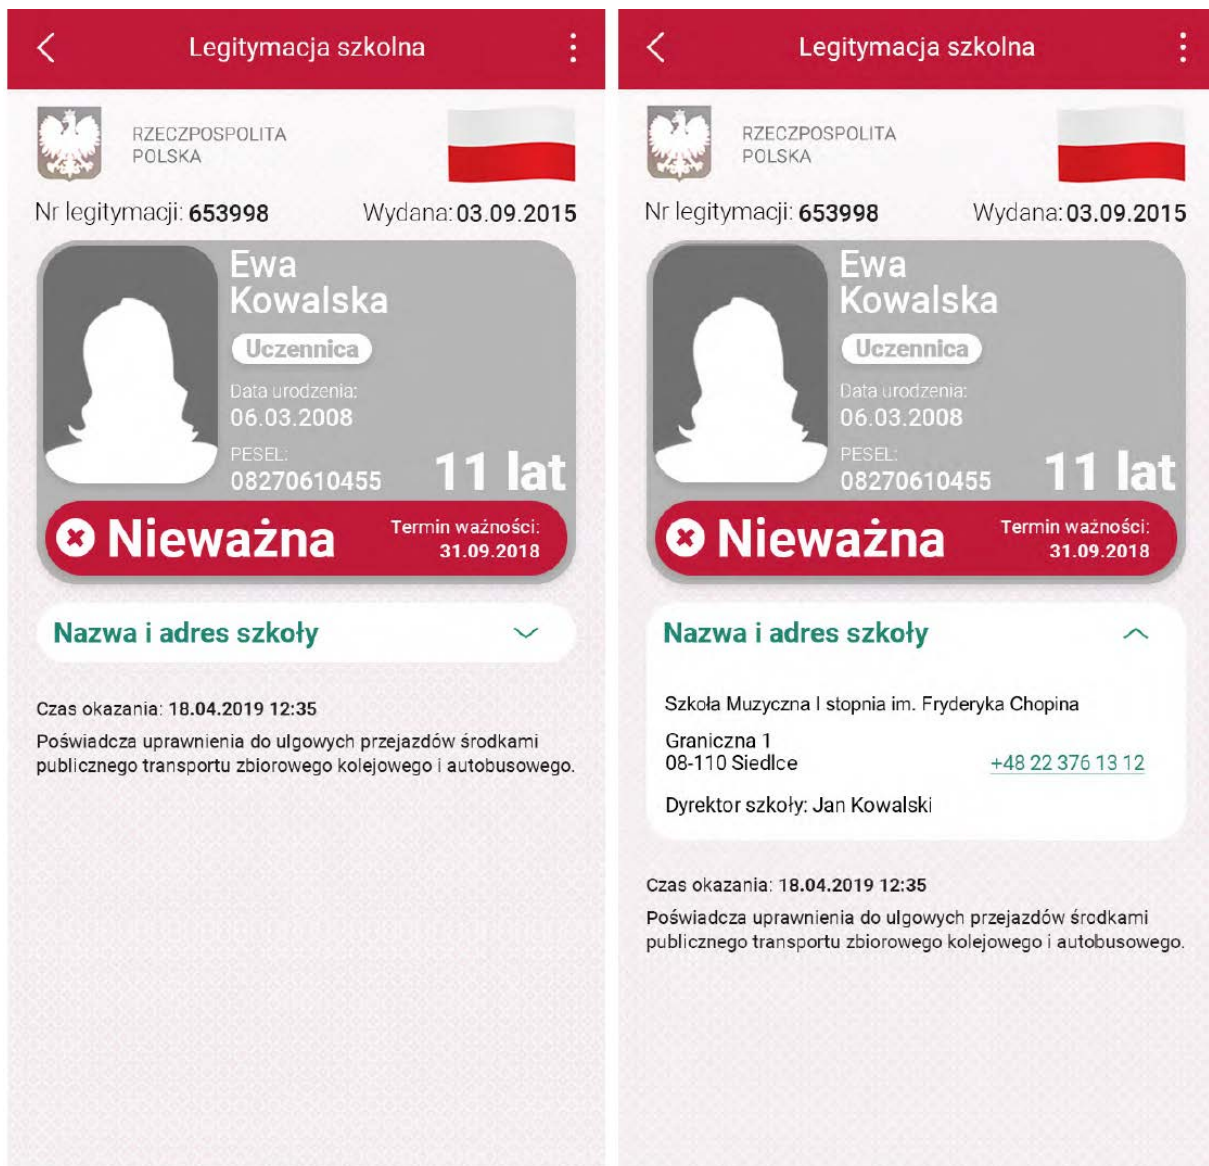 Legitymacja szkolna
RZECZPOSPOLITA
POLSKA
Nr legitymacji: 653998 Wydana: 03.09.2015
Ewa
Kowalska
Uczennica
Data urodzenia:
06.03.2008
PESEL:
08270610455
11 lat
Nieważna
Termin ważności:
31.09.2018
Nazwa i adres szkoły
Czas okazania: 18.04.2019 12:35
Poświadcza uprawnienia do ulgowych przejazdów środkami
publicznego transportu zbiorowego kolejowego i autobusowego.
Legitymacja szkolna
RZECZPOSPOLITA
POLSKA
Nr legitymacji: 653998 Wydana: 03.09.2015
Ewa
Kowalska
Uczennica
Data urodzenia:
06.03.2008
PESEL:
08270610455
11 lat
Nieważna
Termin ważności:
31.09.2018
Nazwa i adres szkoły
Szkoła Muzyczna I stopnia im. Fryderyka Chopina
Graniczna 1
08-110 Siedlce +48 22 376 13 12
Dyrektor szkoły: Jan Kowalski
Czas okazania: 18.04.2019 12:35
Poświadcza uprawnienia do ulgowych przejazdów środkami
publicznego transportu zbiorowego kolejowego i autobusowego.